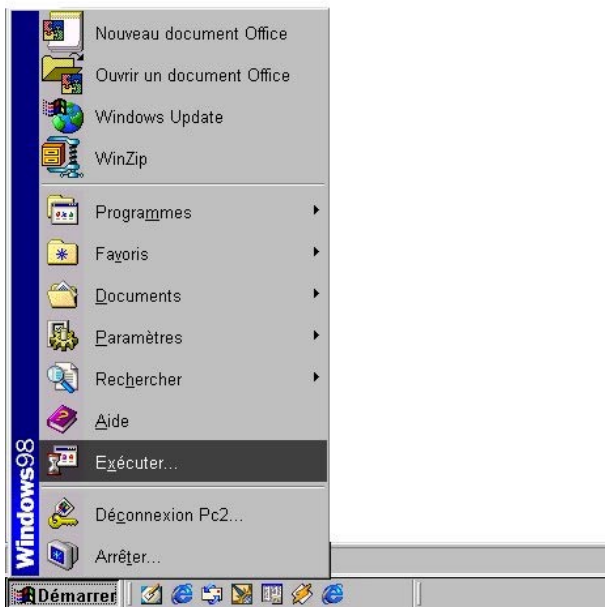 Nouveau document Office
Ouvrir un document Office
Windows Update
WinZip
Programmes
Favoris
Documents
Paramètres
Rechercher
Aide
Exécuter...
Déconnexion Pc2...
Arrêter...
Windows98
Démarrer